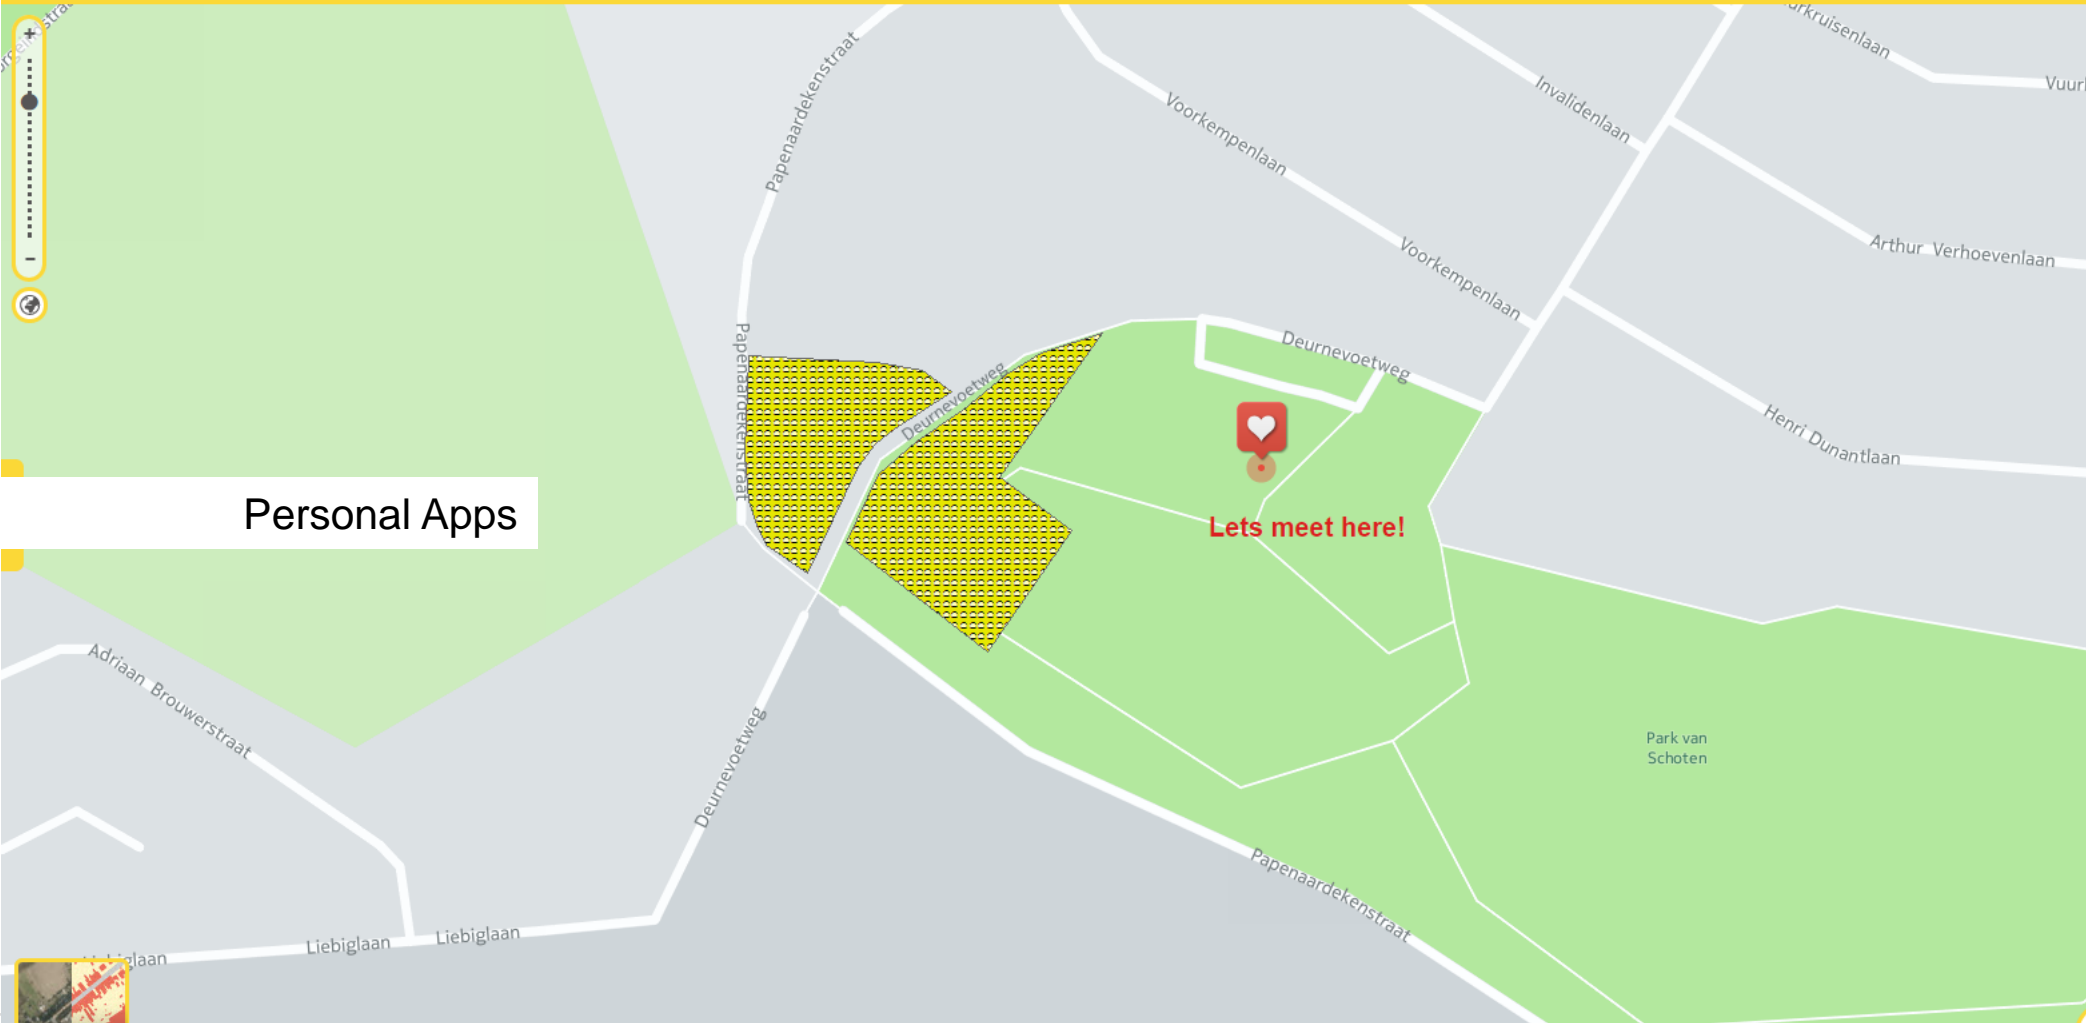 Papenaardekenstraat
Voorkempenlaan
Invalidenlaan
Arthur Verhoevenlaan
Voorkempenlaan
Papenaardekenstraat
Deurnevoetweg
Deurnevoetweg
Henri Dunantlaan
Personal Apps
Lets meet here!
Adriaan Brouwerstraat
Deurnevoetweg
Park van
Schoten
Papenaardekenstraat
Liebiglaan
Liebiglaan